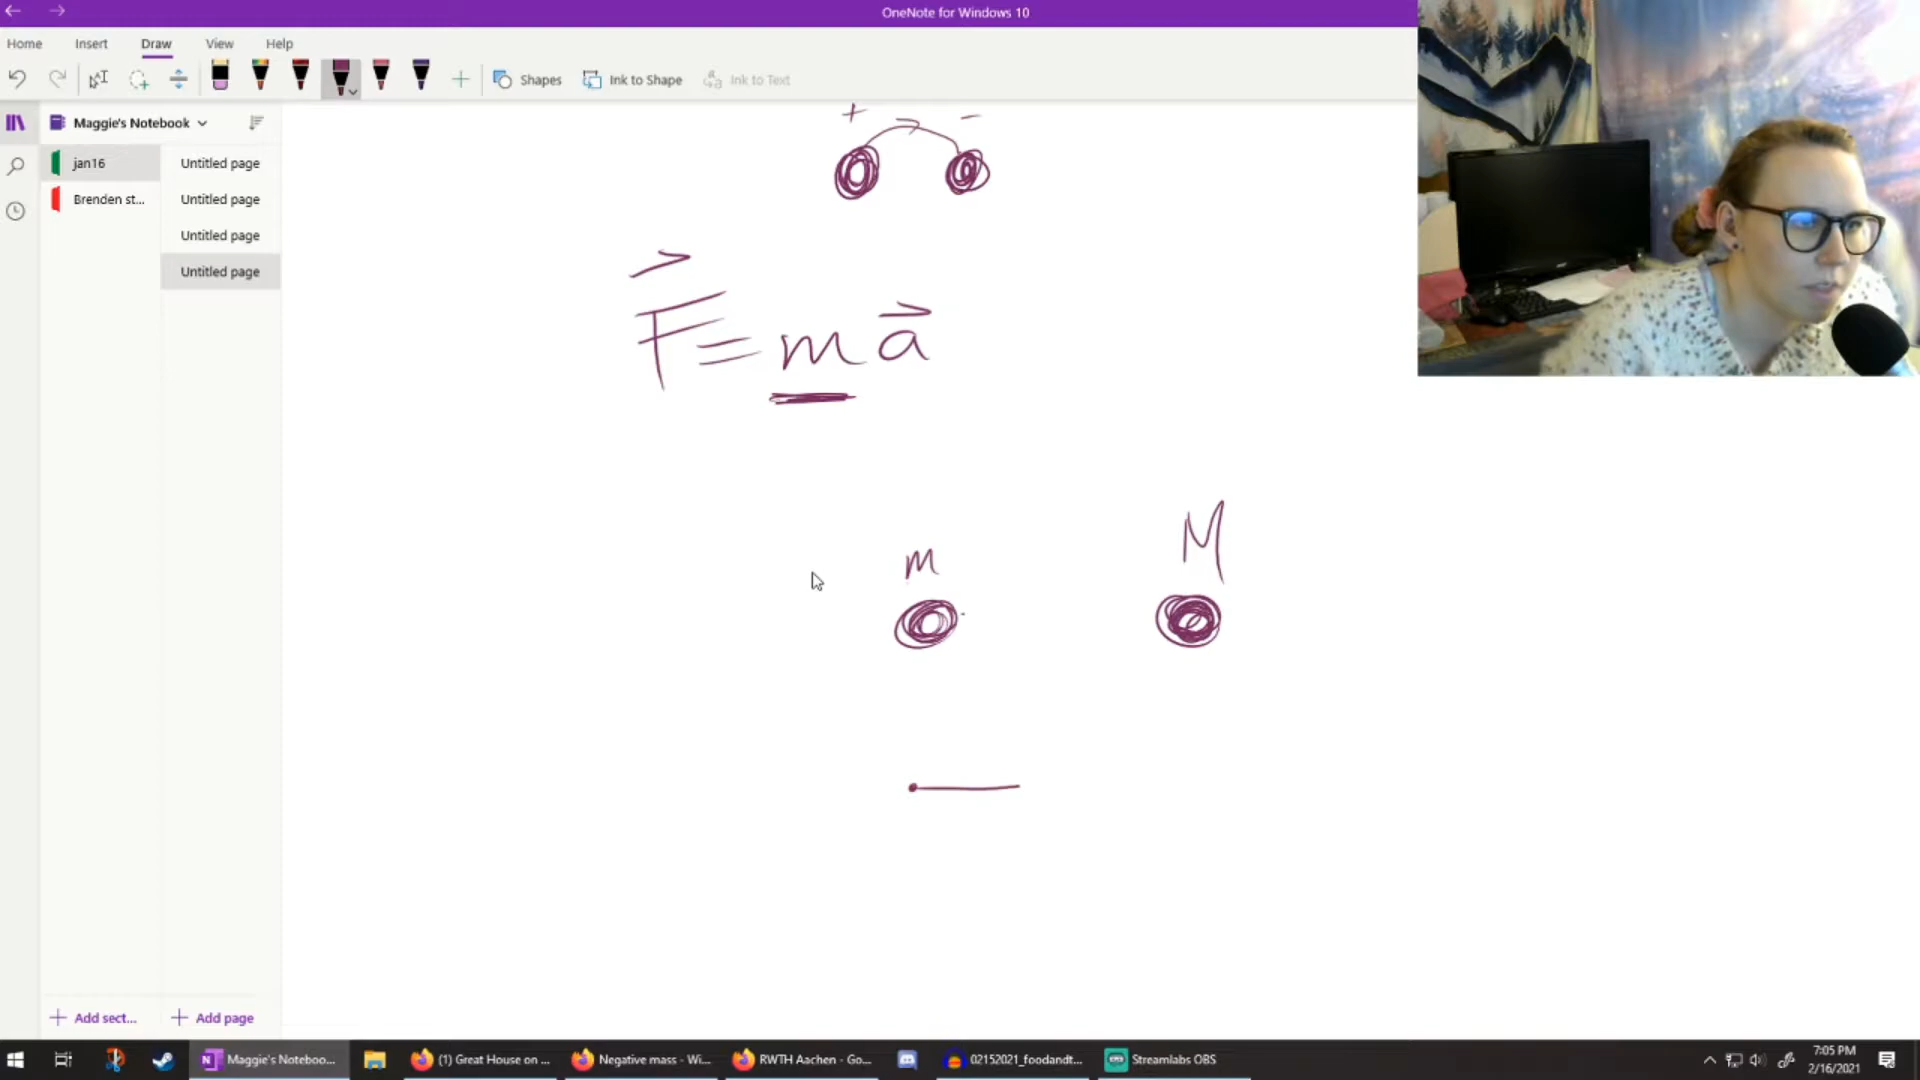 OneNote for Windows 10
Home Insert Draw View Help
Shapes Ink to Shape Ink to Text
Maggie's Notebook
jan16
Brenden st...
Untitled page
Untitled page
Untitled page
Untitled page
+ -
F = ma
m M
Add sect... Add page
Maggie's Noteboo... (1) Great House on ... Negative mass - Wi... RWTH Aachen - Go... 02152021_foodandt... Streamlabs OBS
7:05 PM
2/16/2021